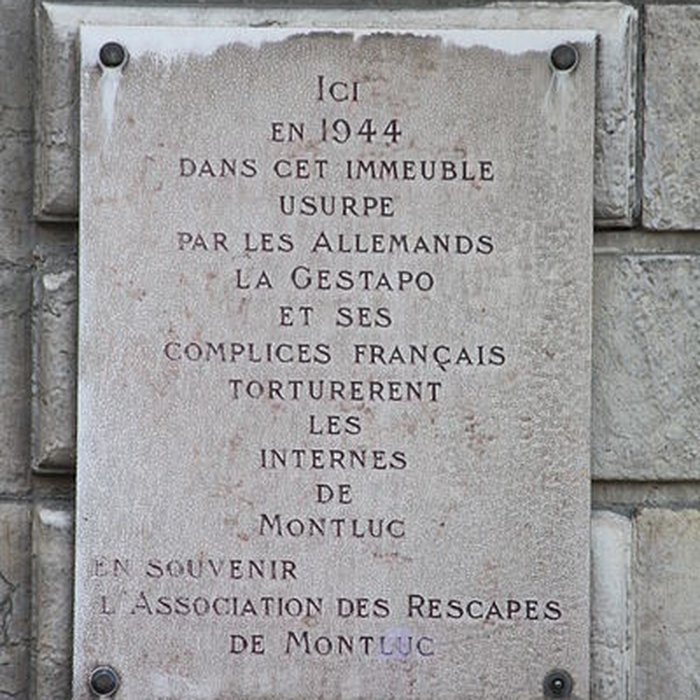 ICI
EN 1944
DANS CET IMMEUBLE
USURPE
PAR LES ALLEMANDS
LA GESTAPO
ET SES
COMPLICES FRANÇAIS
TORTURERENT
LES
INTERNES
DE
MONTLUC
EN SOUVENIR
L'ASSOCIATION DES RESCAPES
DE MONTLUC